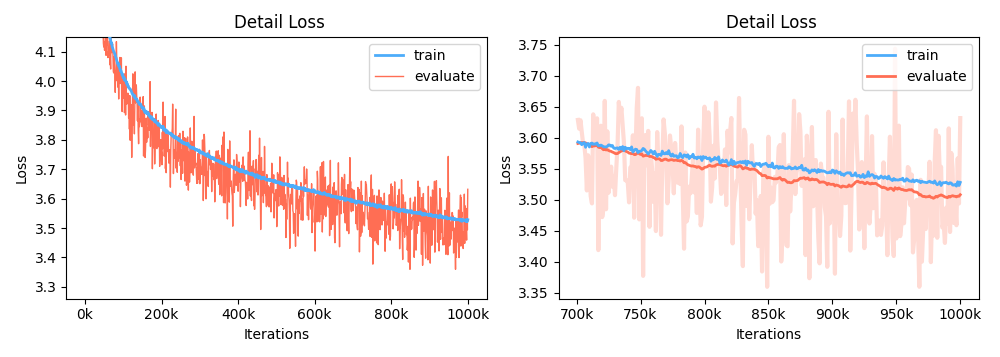 Detail Loss
4.1
4.0
3.9
3.8
3.7
3.6
3.5
3.4
3.3
Loss
0k
200k
400k
600k
800k
1000k
Iterations
train
evaluate
Detail Loss
3.75
3.70
3.65
3.60
3.55
3.50
3.45
3.40
3.35
Loss
700k
750k
800k
850k
900k
950k
1000k
Iterations
train
evaluate